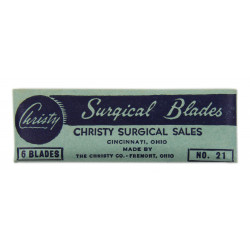 Christy
Surgical Blades
CHRISTY SURGICAL SALES
CINCINNATI, OHIO
MADE BY
THE CHRISTY CO.-FREMONT, OHIO
6 BLADES
NO. 21